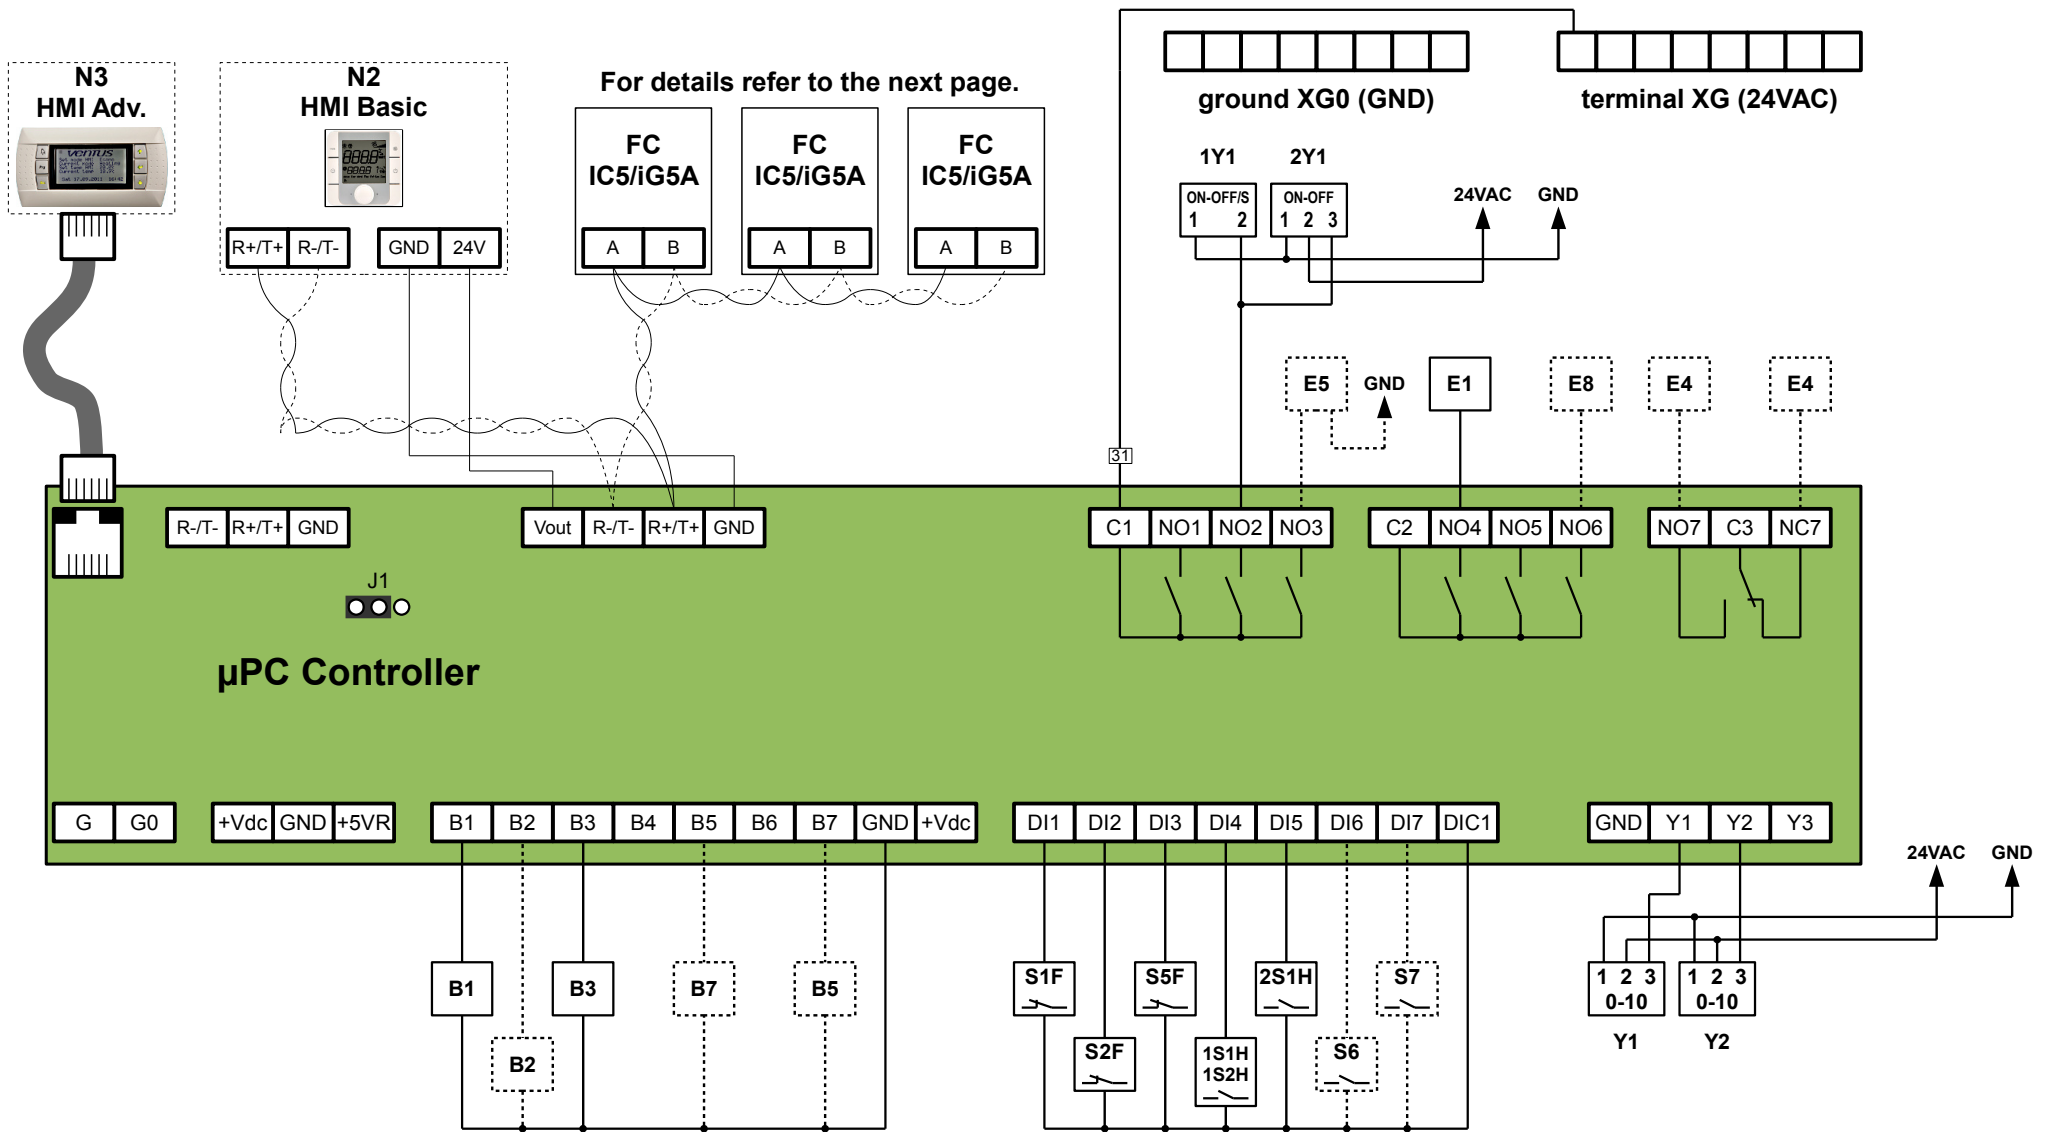 N3
HMI Adv.
N2
HMI Basic
For details refer to the next page.
ground XG0 (GND)
terminal XG (24VAC)
ventus
FC
IC5/iG5A
FC
IC5/iG5A
FC
IC5/iG5A
1Y1
2Y1
ON-OFF/S
1 2
ON-OFF
1 2 3
24VAC
GND
R+/T+ R-/T-
GND 24V
A B
A B
A B
E5
GND
E1
E8
E4
E4
31
R-/T- R+/T+ GND
Vout R-/T- R+/T+ GND
C1 NO1 NO2 NO3
C2 NO4 NO5 NO6
NO7 C3 NC7
J1
µPC Controller
G G0
+Vdc GND +5VR
B1 B2 B3 B4 B5 B6 B7 GND +Vdc
DI1 DI2 DI3 DI4 DI5 DI6 DI7 DIC1
GND Y1 Y2 Y3
24VAC
GND
B1
B3
B7
B5
B2
S1F
S5F
2S1H
S7
S2F
1S1H
1S2H
S6
1 2 3
0-10
1 2 3
0-10
Y1
Y2